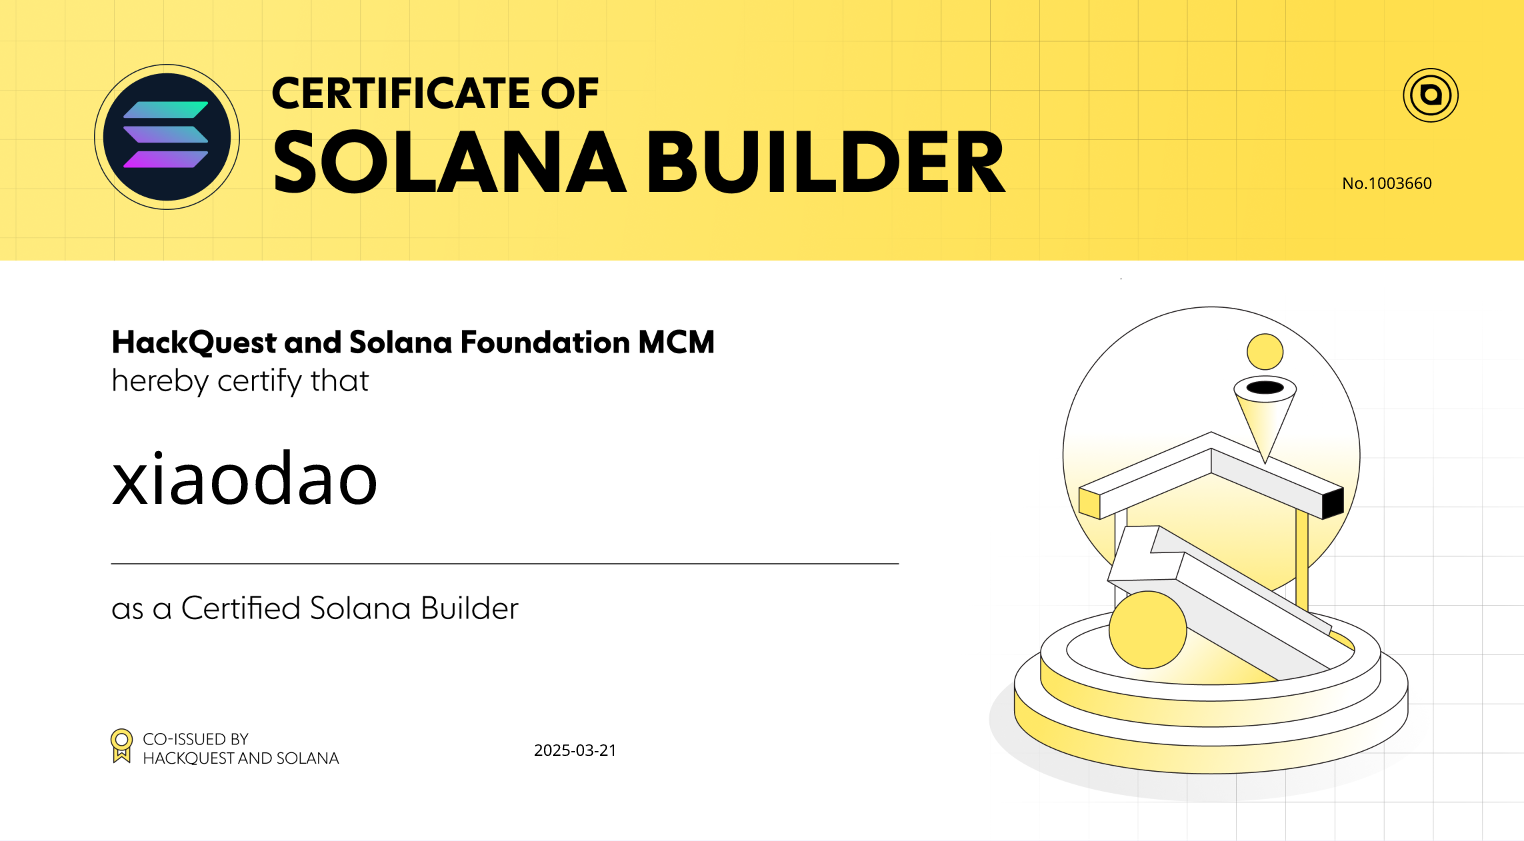 CERTIFICATE OF
SOLANA BUILDER
No.1003660
HackQuest and Solana Foundation MCM
hereby certify that
xiaodao
as a Certified Solana Builder
CO-ISSUED BY
HACKQUEST AND SOLANA
2025-03-21